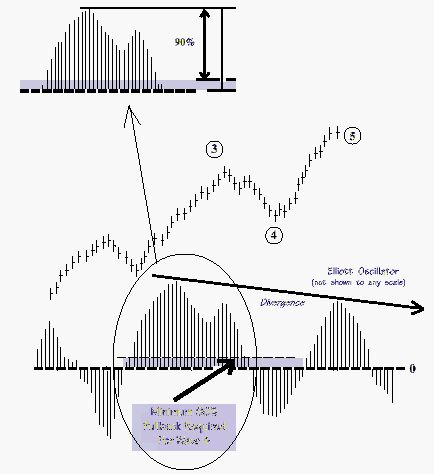 90%
3
5
4
Elliott Oscillator
(not shown to any scale)
Divergence
0
Minimum
Pullback Required
For Wave 4